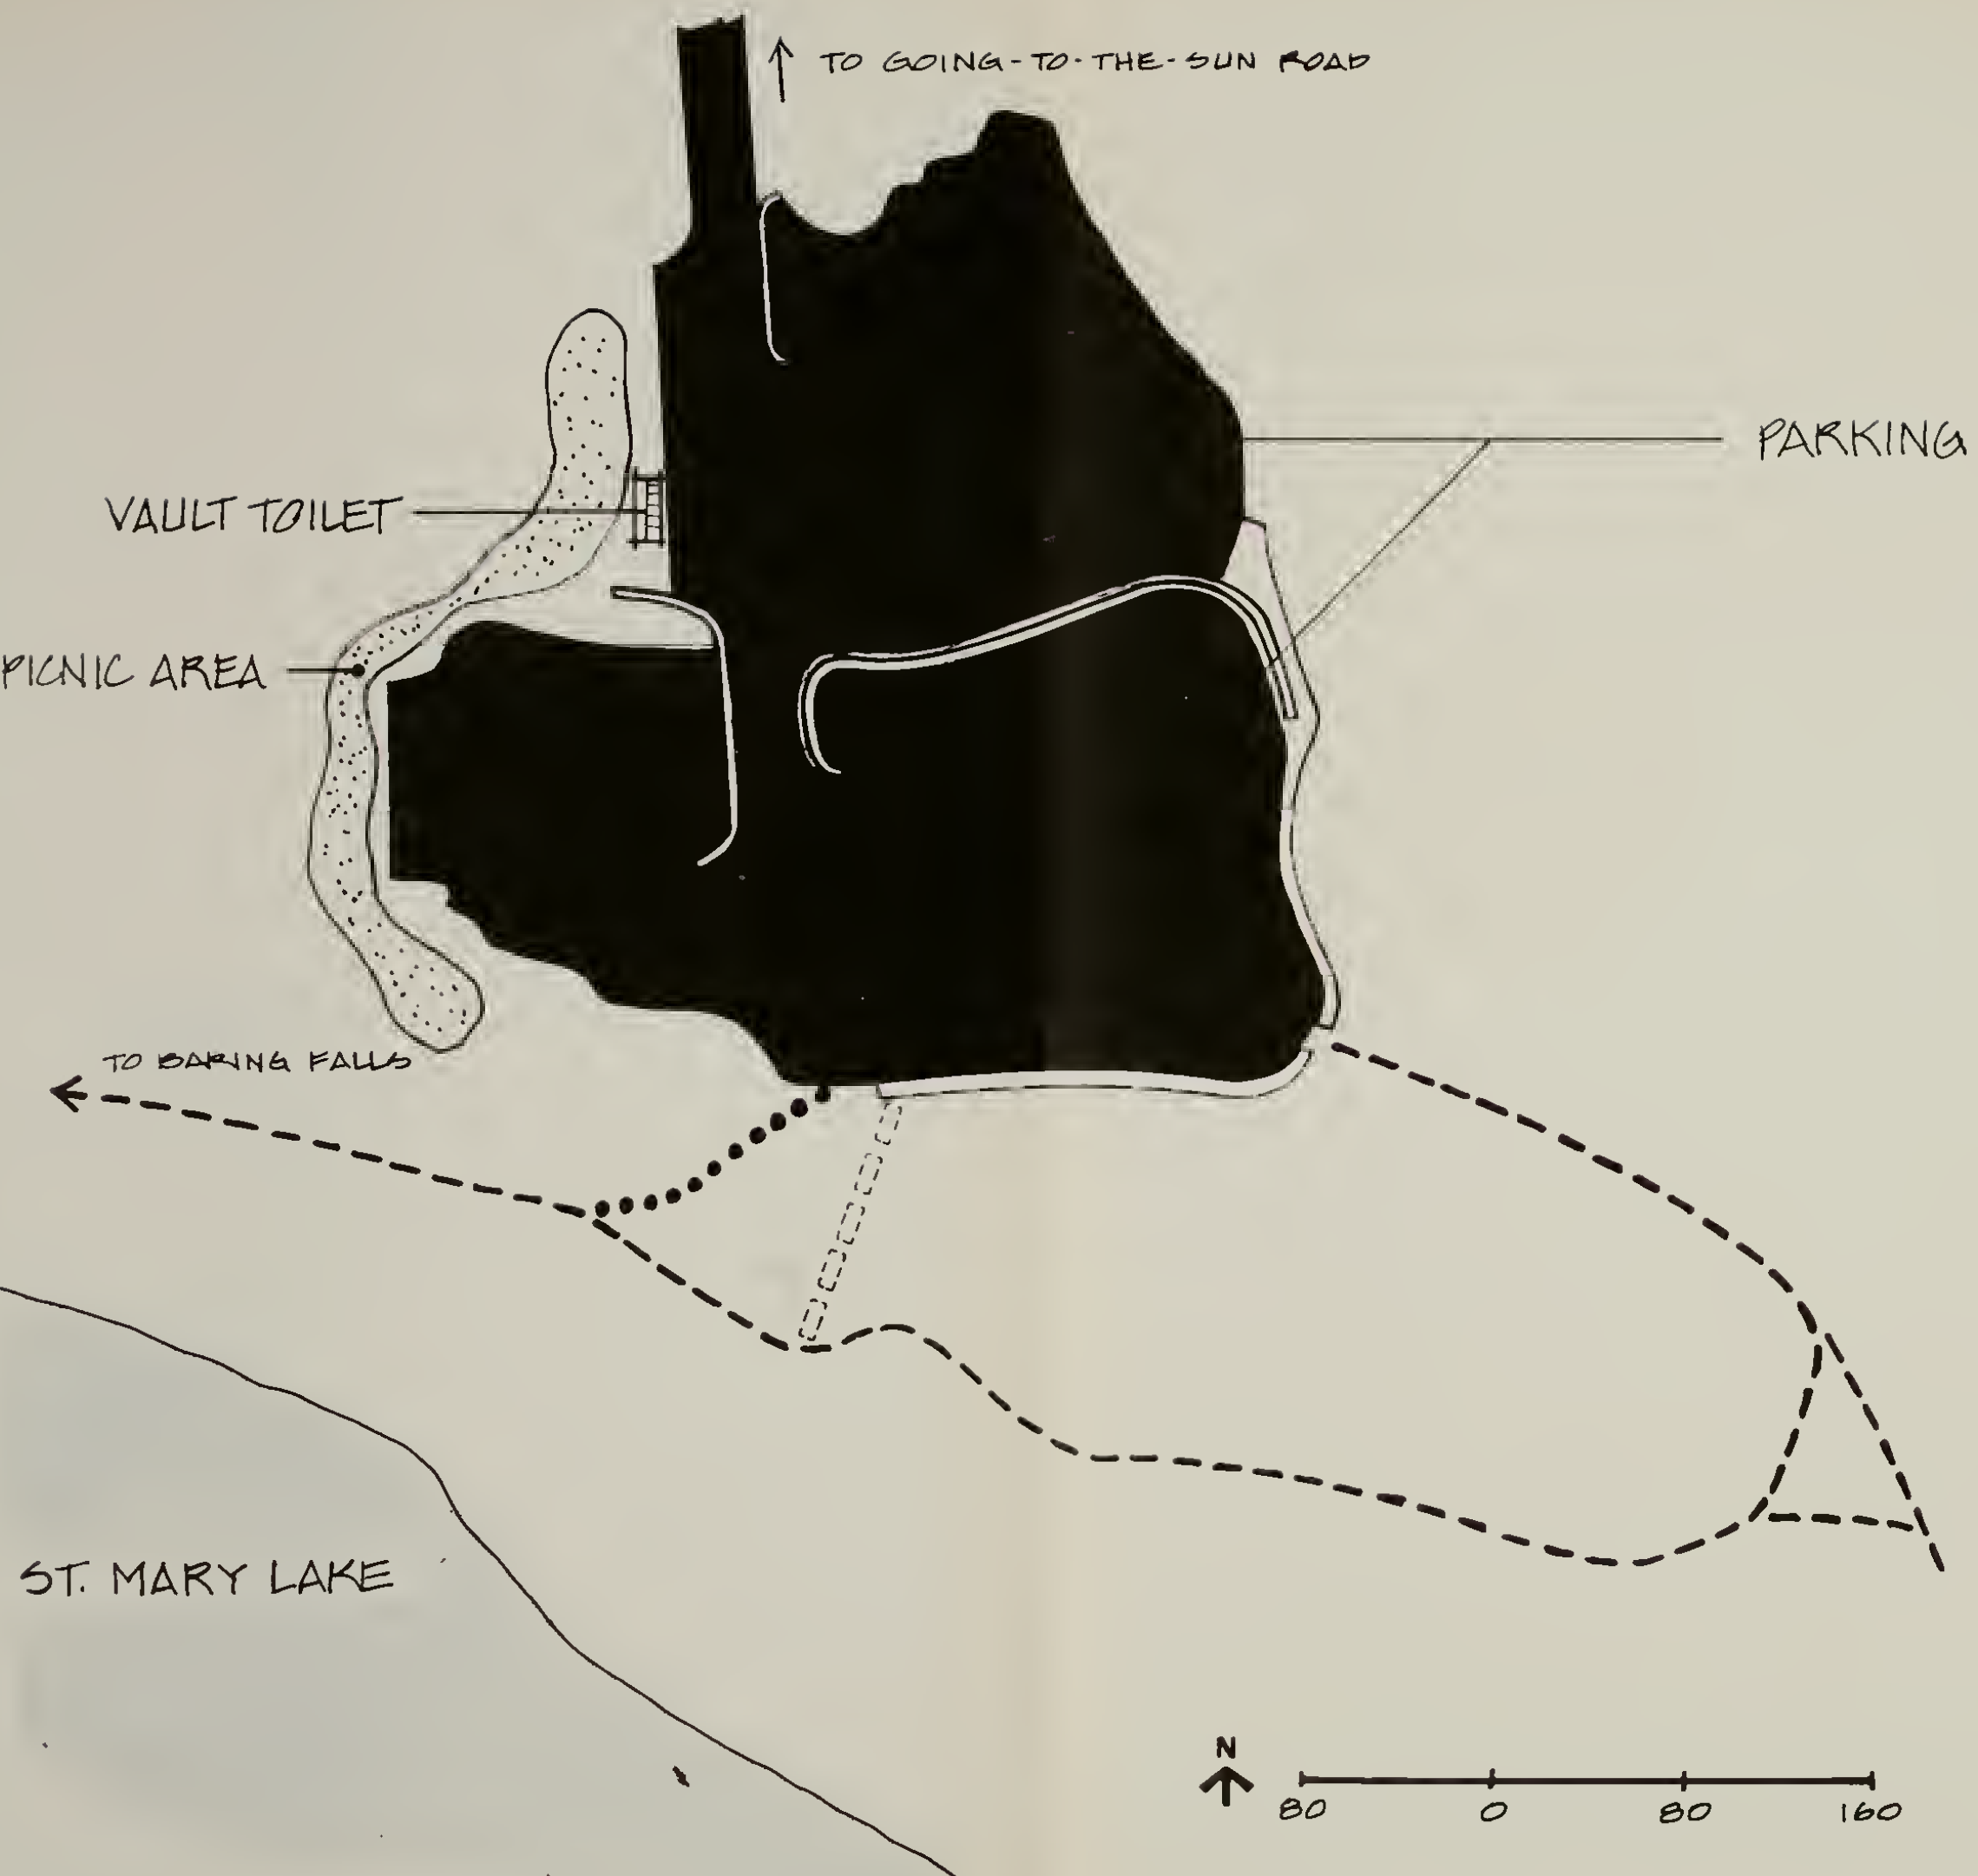 TO GOING-TO-THE-SUN ROAD
PARKING
VAULT TOILET
PICNIC AREA
TO BARING FALLS
ST. MARY LAKE
N
80 0 80 160